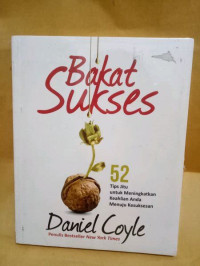 Bakat
Sukses
52
Tips Jitu
untuk Meningkatkan
Keahlian Anda
Menuju Kesuksesan
Daniel Coyle
Penulis Bestseller New York Times